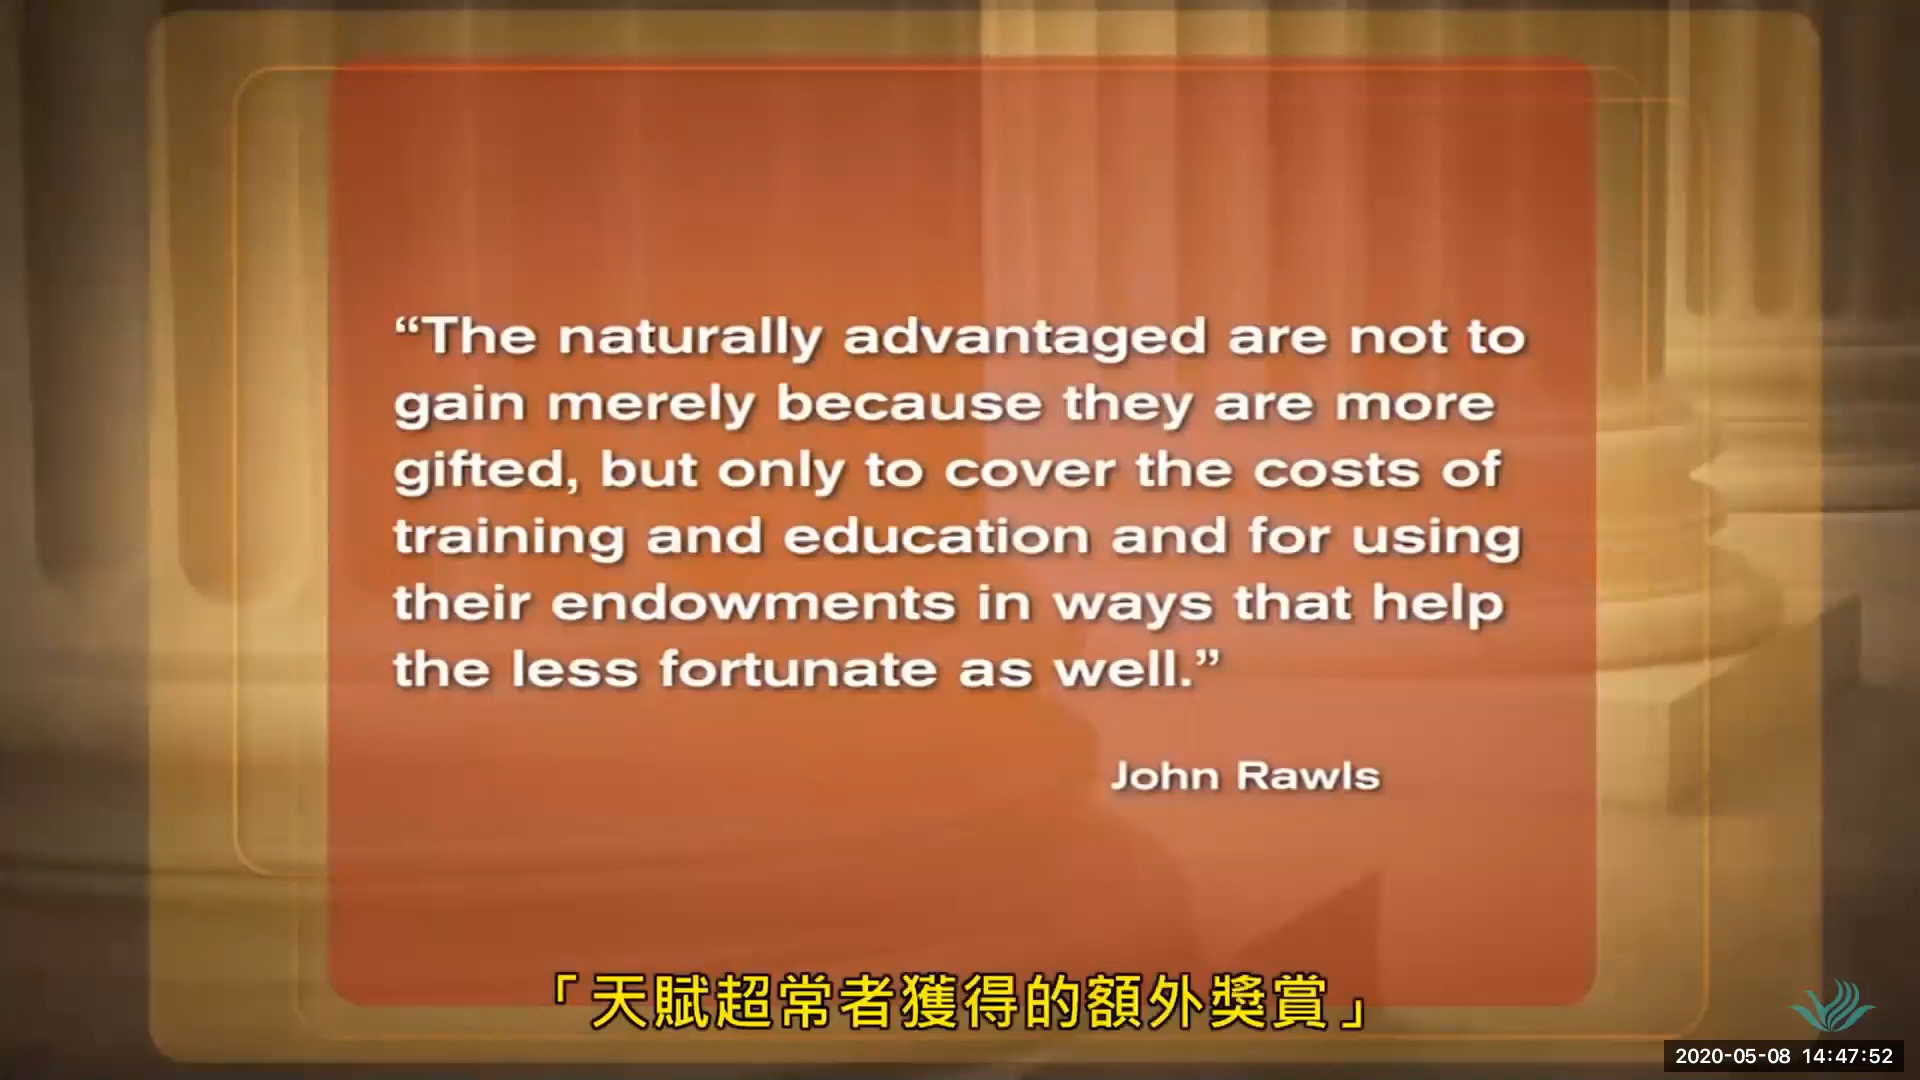 “The naturally advantaged are not to
gain merely because they are more
gifted, but only to cover the costs of
training and education and for using
their endowments in ways that help
the less fortunate as well.”
John Rawls
「天賦超常者獲得的額外獎賞」
2020-05-08 14:47:52